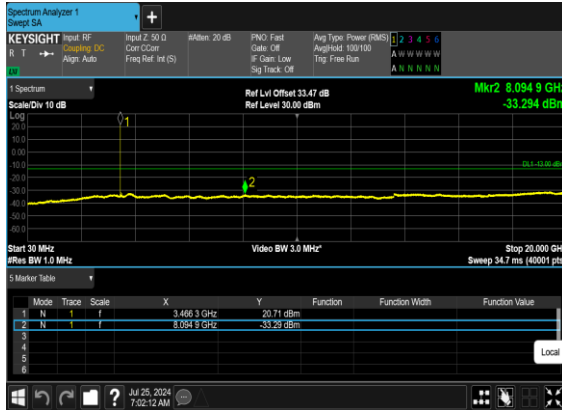 Spectrum Analyzer 1
Swept SA
+
KEYSIGHT Input: RF Input Z: 50 Ω #Atten: 20 dB PNO: Fast Avg Type: Power (RMS) 1 2 3 4 5 6
R T Coupling: DC Corr CCorr Gate: Off Avg|Hold: 100/100 A W W W W W
Align: Auto Freq Ref: Int (S) IF Gain: Low Trig: Free Run
Sig Track: Off A N N N N N
1 Spectrum
Ref Lvl Offset 33.47 dB Mkr2 8.094 9 GHz
Scale/Div 10 dB Ref Level 30.00 dBm -33.294 dBm
Log
20.0
10.0
0.00
-10.0
-20.0
-30.0
-40.0
-50.0
-60.0
1
2
DL1 -13.00 dBm
Start 30 MHz Video BW 3.0 MHz* Stop 20.000 GH
#Res BW 1.0 MHz Sweep 34.7 ms (40001 pts
5 Marker Table
Mode Trace Scale X Y Function Function Width Function Value
1 N 1 f 3.466 3 GHz 20.71 dBm
2 N 1 f 8.094 9 GHz -33.29 dBm
3
4
5
6
Local
? Jul 25, 2024
7:02:12 AM